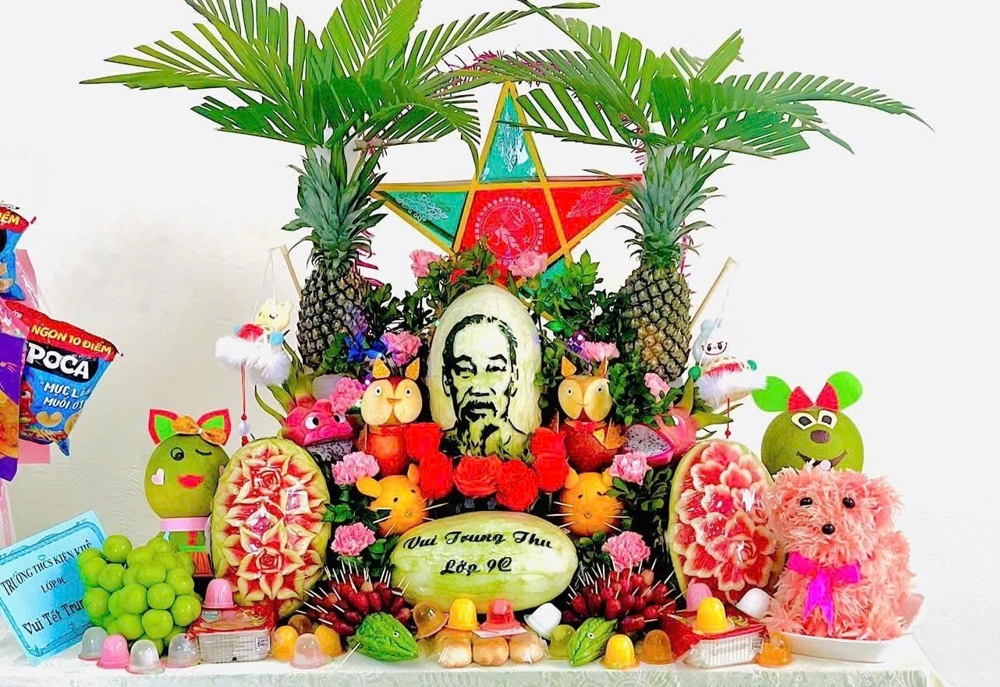 NGON 10 ĐIỂM
POCA
"MỰC L
MUỐI ỚT
Vui Trung Thu
Lớp 9C
TRƯỜNG THCS KIẾN
LỚP 9C
Vui Tết Trun